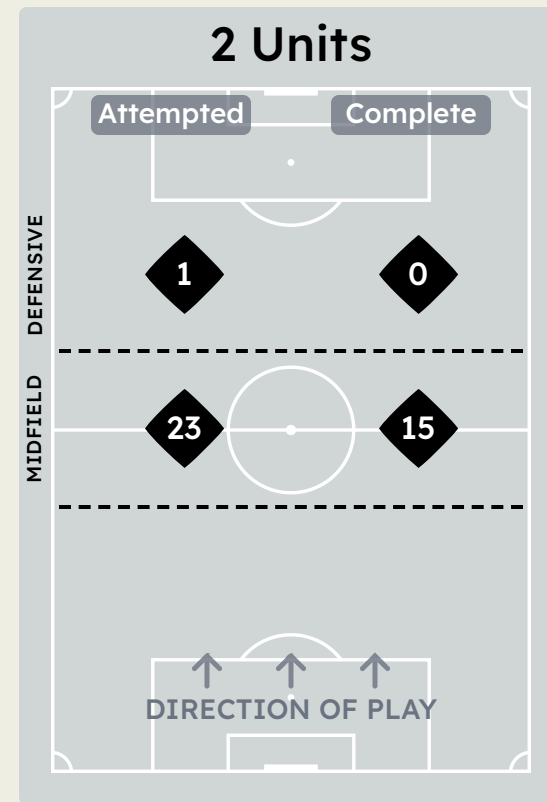 2 Units
Attempted Complete
DEFENSIVE
1 0
MIDFIELD
23 15
DIRECTION OF PLAY